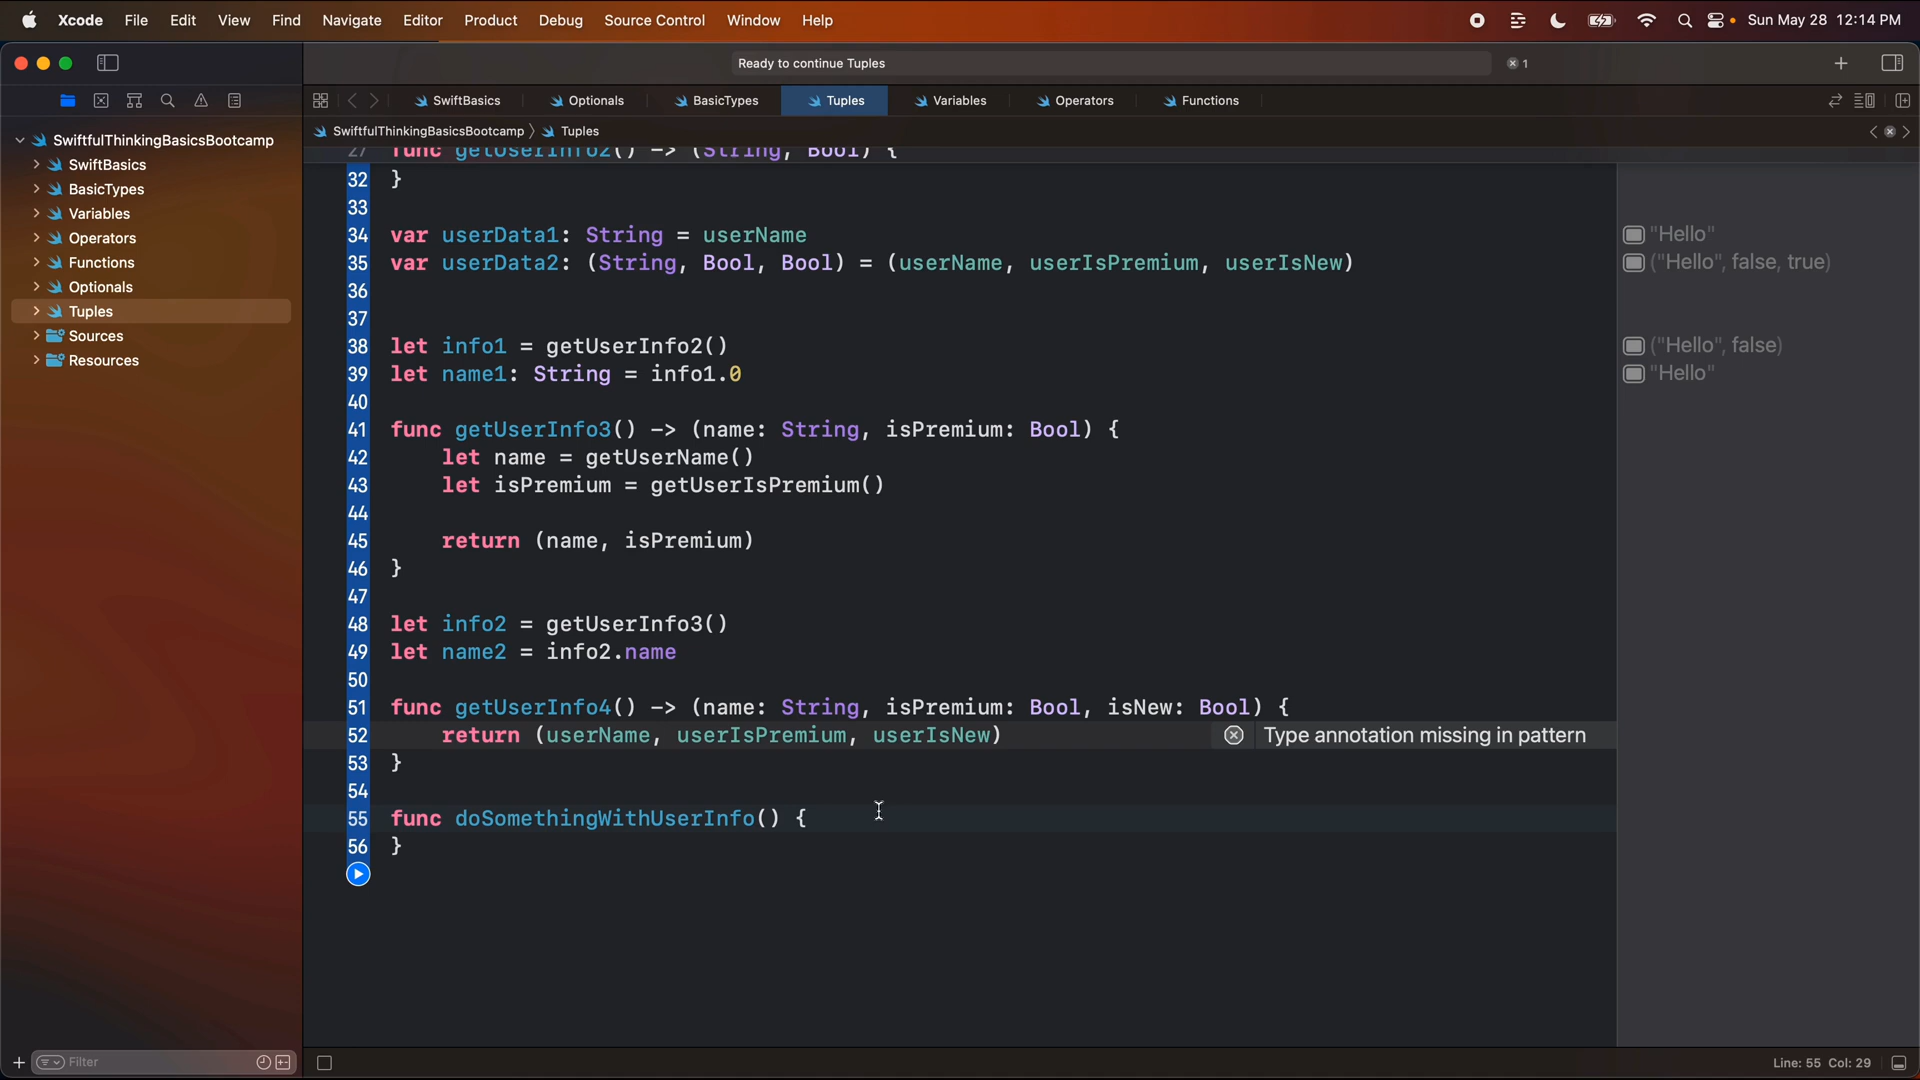 Xcode File Edit View Find Navigate Editor Product Debug Source Control Window Help Sun May 28 12:14 PM
Ready to continue Tuples 1
SwiftBasics Optionals BasicTypes Tuples Variables Operators Functions
SwiftfulThinkingBasicsBootcamp Tuples
SwiftfulThinkingBasicsBootcamp
SwiftBasics
BasicTypes
Variables
Operators
Functions
Optionals
Tuples
Sources
Resources
Filter
27 func getUserInfo2() -> (String, Bool) {
32 }
33
34 var userData1: String = userName
35 var userData2: (String, Bool, Bool) = (userName, userIsPremium, userIsNew)
36
37
38 let info1 = getUserInfo2()
39 let name1: String = info1.0
40
41 func getUserInfo3() -> (name: String, isPremium: Bool) {
42 let name = getUserName()
43 let isPremium = getUserIsPremium()
44
45 return (name, isPremium)
46 }
47
48 let info2 = getUserInfo3()
49 let name2 = info2.name
50
51 func getUserInfo4() -> (name: String, isPremium: Bool, isNew: Bool) {
52 return (userName, userIsPremium, userIsNew) Type annotation missing in pattern
53 }
54
55 func doSomethingWithUserInfo() {
56 }
"Hello"
("Hello", false, true)
("Hello", false)
"Hello"
Line: 55 Col: 29